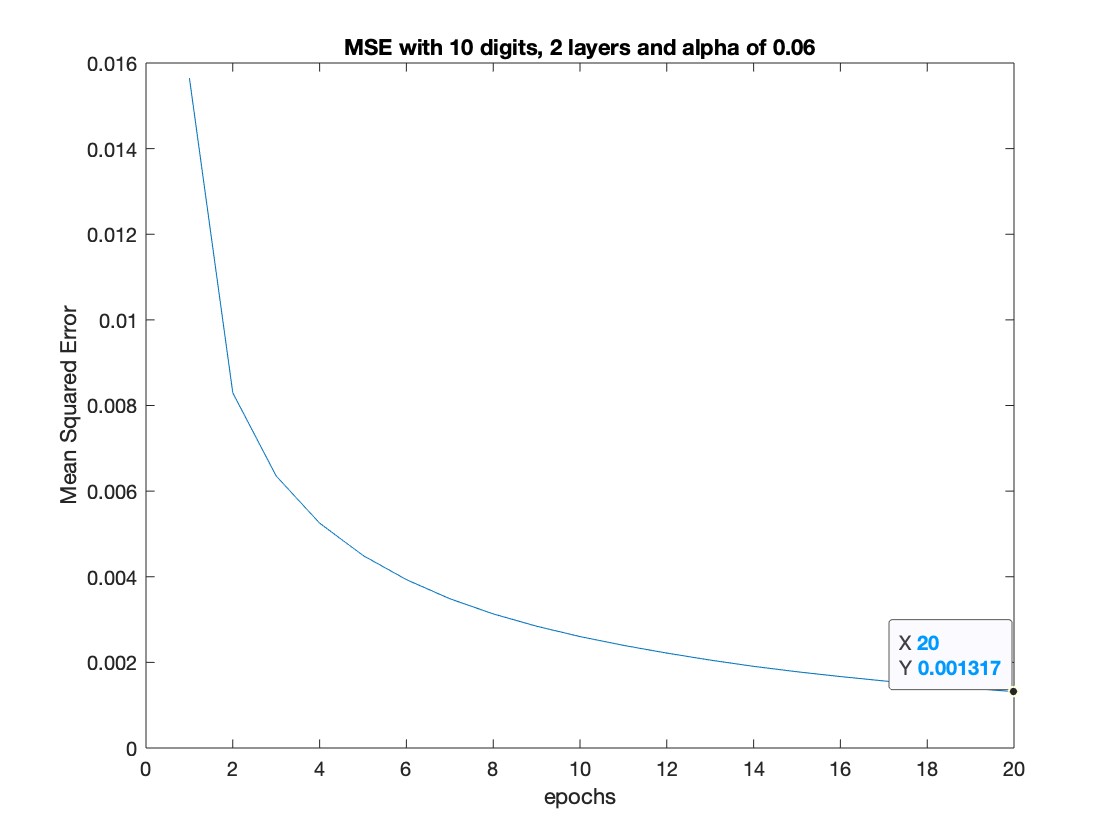 MSE with 10 digits, 2 layers and alpha of 0.06
0.016
0.014
0.012
0.01
0.008
0.006
0.004
0.002
0
Mean Squared Error
X 20
Y 0.001317
0 2 4 6 8 10 12 14 16 18 20
epochs